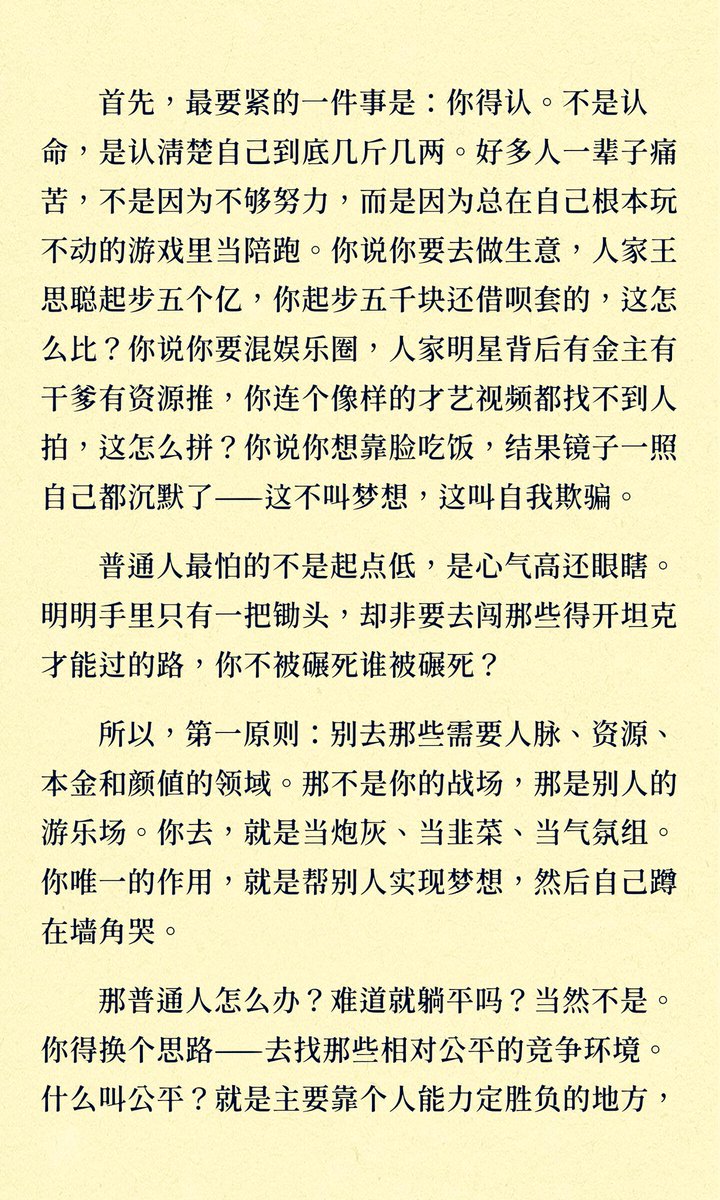 首先，最要紧的一件事是：你得认。不是认
命，是认清楚自己到底几斤几两。好多人一辈子痛
苦，不是因为不够努力，而是因为总在自己根本玩
不动的游戏里当陪跑。你说你要去做生意，人家王
思聪起步五个亿，你起步五千块还借呗套的，这怎
么比？你说你要混娱乐圈，人家明星背后有金主有
干爹有资源推，你连个像样的才艺视频都找不到人
拍，这怎么拼？你说你想靠脸吃饭，结果镜子一照
自己都沉默了——这不叫梦想，这叫自我欺骗。
普通人最怕的不是起点低，是心气高还眼瞎。
明明手里只有一把锄头，却非要去闯那些得开坦克
才能过的路，你不被碾死谁被碾死？
所以，第一原则：别去那些需要人脉、资源、
本金和颜值的领域。那不是你的战场，那是别人的
游乐场。你去，就是当炮灰、当韭菜、当气氛组。
你唯一的作用，就是帮别人实现梦想，然后自己蹲
在墙角哭。
那普通人怎么办？难道就躺平吗？当然不是。
你得换个思路——去找那些相对公平的竞争环境。
什么叫公平？就是主要靠个人能力定胜负的地方，